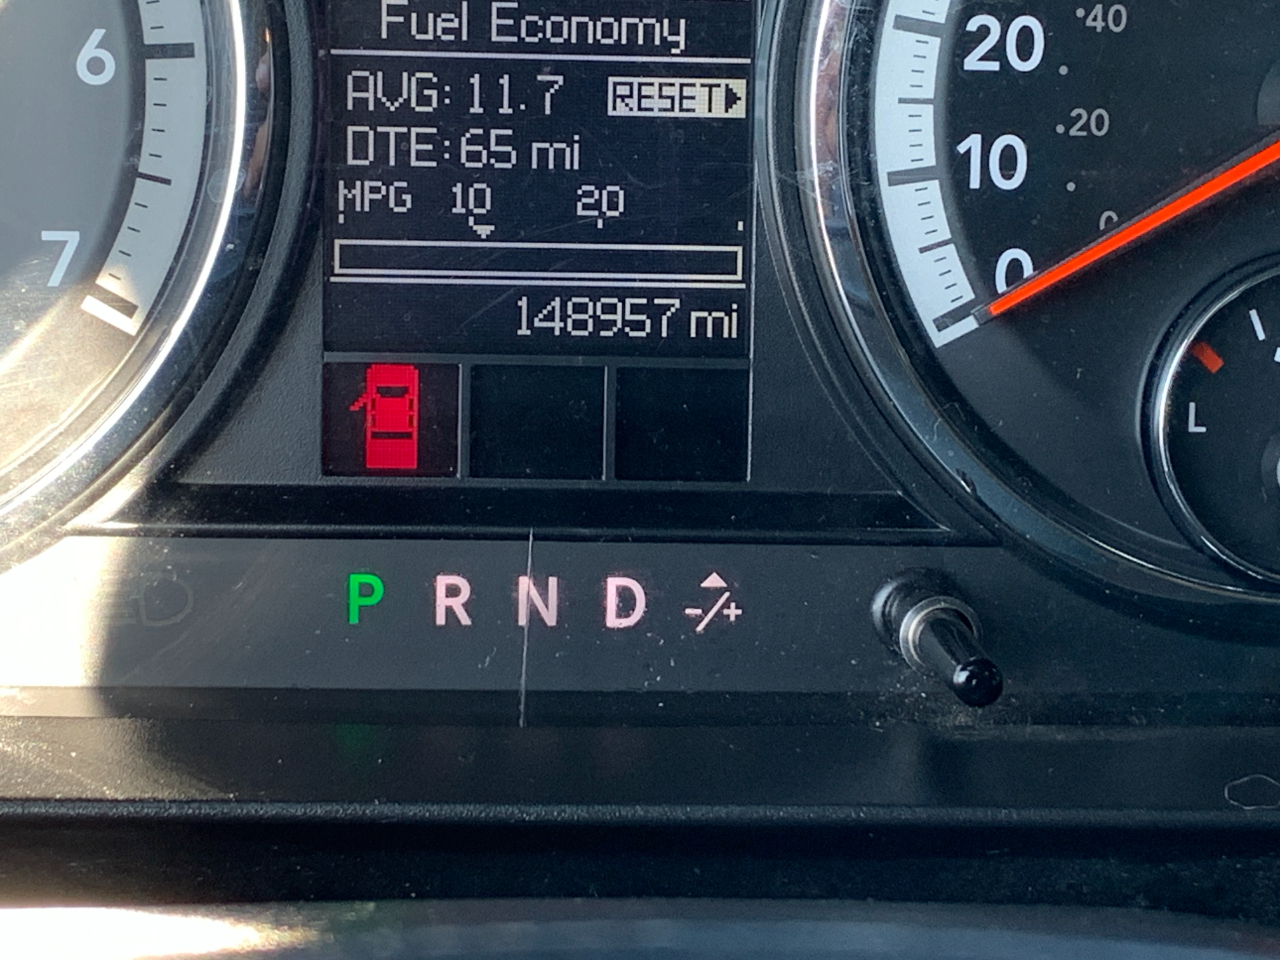 Fuel Economy
AVG: 11.7 RESET
DTE: 65 mi
MPG 10 20
148957 mi
6
7
20
10
0
40
20
0
L
P R N D -/+